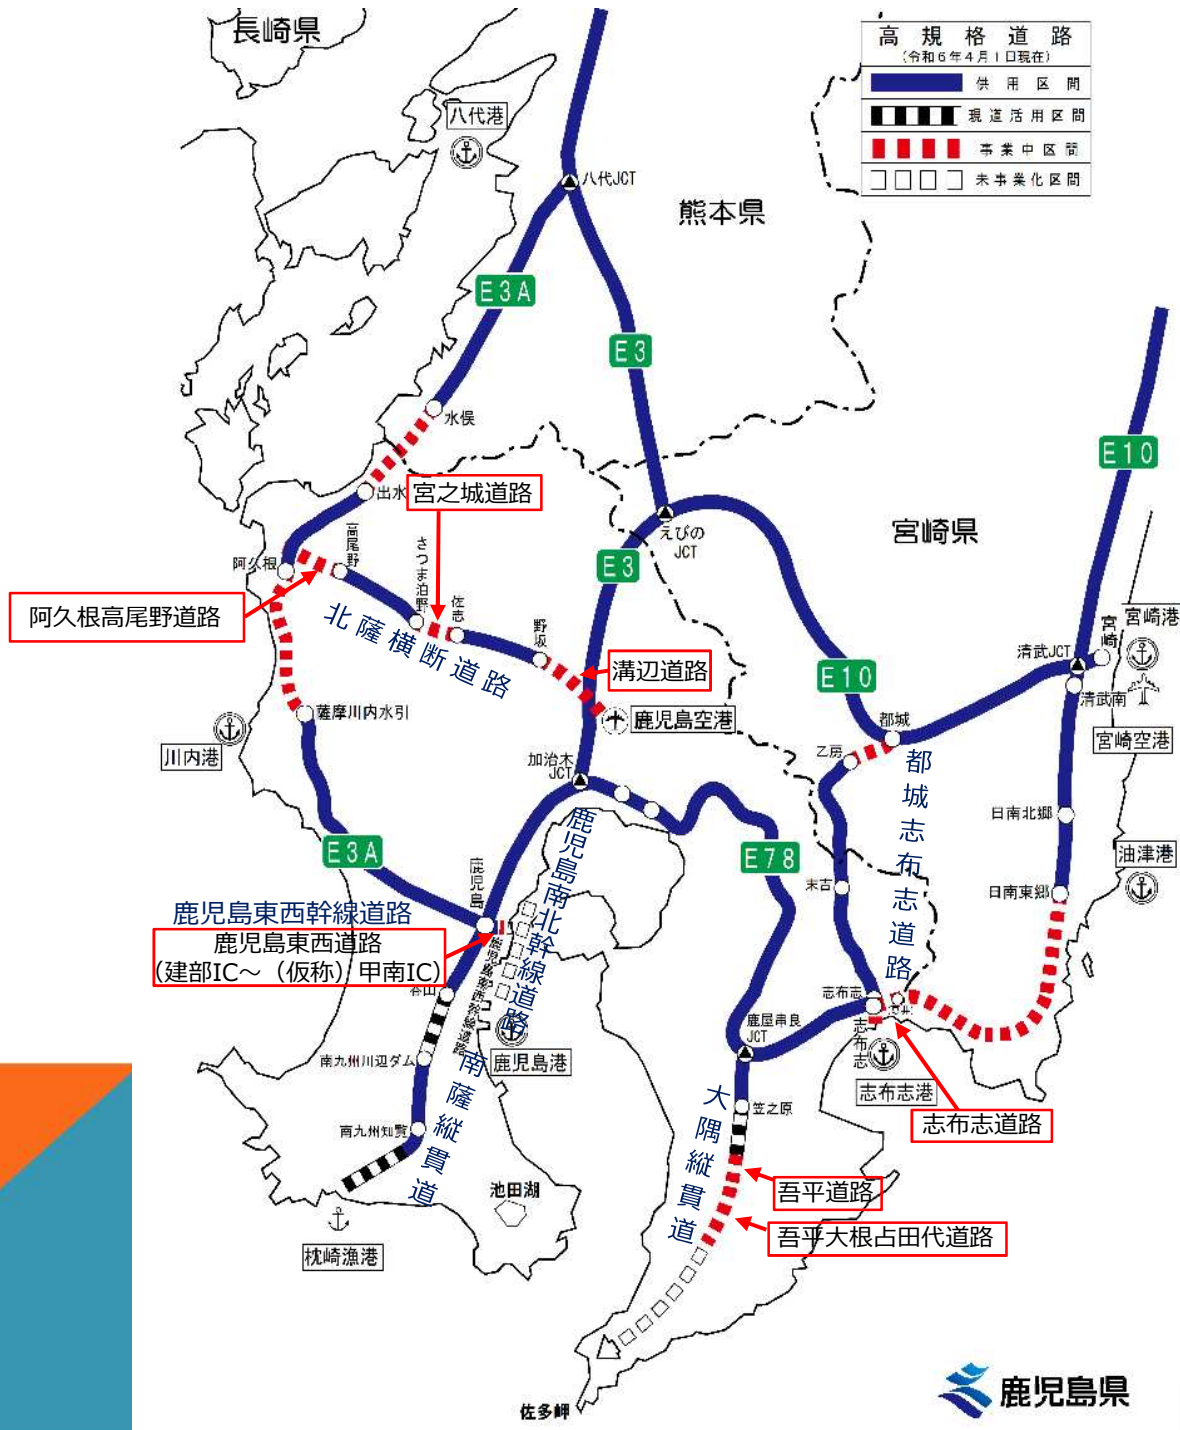 長崎県
高規格道路
(令和6年4月1日現在)
供用区間
現道活用区間
事業中区間
未事業化区間
八代港
八代JCT
熊本県
E3A
E3
水俣
E10
出水
宮之城道路
高尾野
さつま泊野
えびの
JCT
宮崎県
阿久根
E3
佐志
阿久根高尾野道路
北薩横断道路
野坂
溝辺道路
宮崎
宮崎港
清武JCT
E10
清武南
薩摩川内水引
鹿児島空港
都城
宮崎空港
川内港
加治木
JCT
乙房
都城志布志道路
日南北郷
鹿児島南北幹線道路
E3A
E78
油津港
鹿児島
末吉
日南東郷
鹿児島東西幹線道路
鹿児島東西道路
(建部IC～（仮称）甲南IC)
谷山
志布志
鹿屋串良
JCT
志布志
南九州川辺ダム
鹿児島港
南薩縦貫道
志布志港
大隅縦貫道
笠之原
志布志道路
南九州知覧
吾平道路
池田湖
吾平大根占田代道路
枕崎漁港
佐多岬
鹿児島県